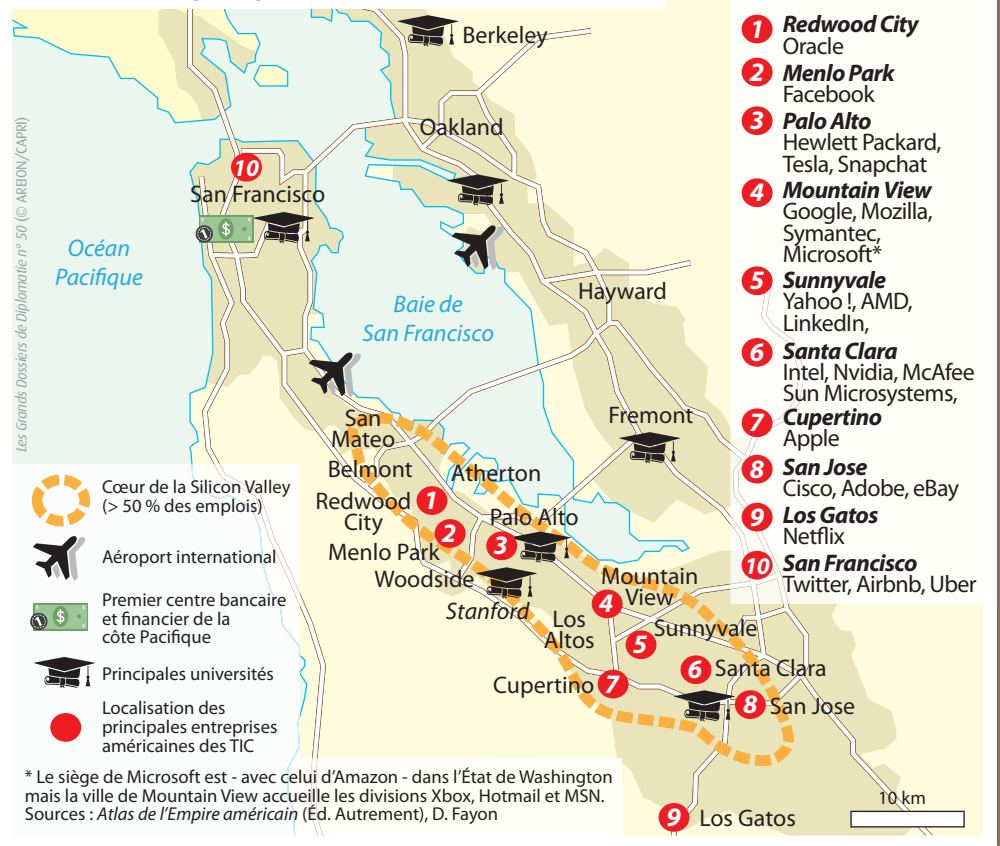 Berkeley
Oakland
10
San Francisco
$
Océan
Pacifique
Baie de
San Francisco
Hayward
Fremont
San
Mateo
Belmont
Atherton
Redwood
City
1
Palo Alto
2
3
Menlo Park
Woodside
Stanford
Mountain
View
4
Los
Altos
Sunnyvale
5
6
Santa Clara
Cupertino
7
8
San Jose
9
Los Gatos
10 km
1 Redwood City
Oracle
2 Menlo Park
Facebook
3 Palo Alto
Hewlett Packard,
Tesla, Snapchat
4 Mountain View
Google, Mozilla,
Symantec,
Microsoft*
5 Sunnyvale
Yahoo !, AMD,
LinkedIn,
6 Santa Clara
Intel, Nvidia, McAfee
Sun Microsystems,
7 Cupertino
Apple
8 San Jose
Cisco, Adobe, eBay
9 Los Gatos
Netflix
10 San Francisco
Twitter, Airbnb, Uber
Les Grands Dossiers de Diplomatie n° 50 (© AREION/CAPRI)
Cœur de la Silicon Valley
(> 50 % des emplois)
Aéroport international
$
Premier centre bancaire
et financier de la
côte Pacifique
Principales universités
Localisation des
principales entreprises
américaines des TIC
* Le siège de Microsoft est - avec celui d'Amazon - dans l'État de Washington
mais la ville de Mountain View accueille les divisions Xbox, Hotmail et MSN.
Sources : Atlas de l'Empire américain (Éd. Autrement), D. Fayon